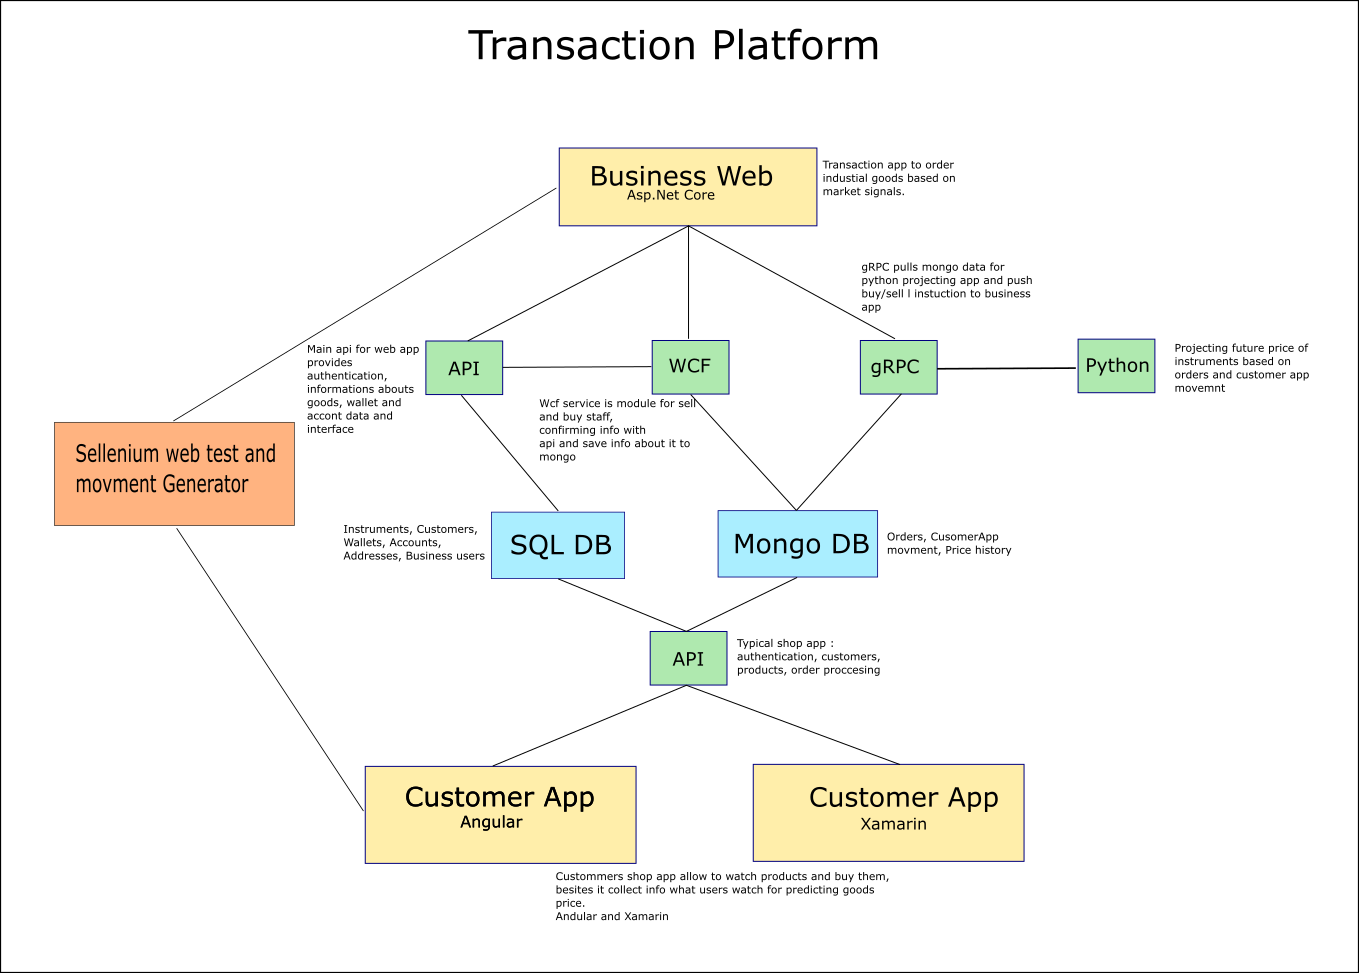 Transaction Platform
Business Web
Asp.Net Core
Transaction app to order
industial goods based on
market signals.
gRPC pulls mongo data for
python projecting app and push
buy/sell l instuction to business
app
Main api for web app
provides
authentication,
informations abouts
goods, wallet and
accont data and
interface
API
WCF
gRPC
Python
Projecting future price of
instruments based on
orders and customer app
movemnt
Wcf service is module for sell
and buy staff,
confirming info with
api and save info about it to
mongo
Sellenium web test and
movment Generator
Instruments, Customers,
Wallets, Accounts,
Addresses, Business users
SQL DB
Mongo DB
Orders, CusomerApp
movment, Price history
API
Typical shop app :
authentication, customers,
products, order proccesing
Customer App
Angular
Customer App
Xamarin
Custommers shop app allow to watch products and buy them,
besites it collect info what users watch for predicting goods
price.
Andular and Xamarin